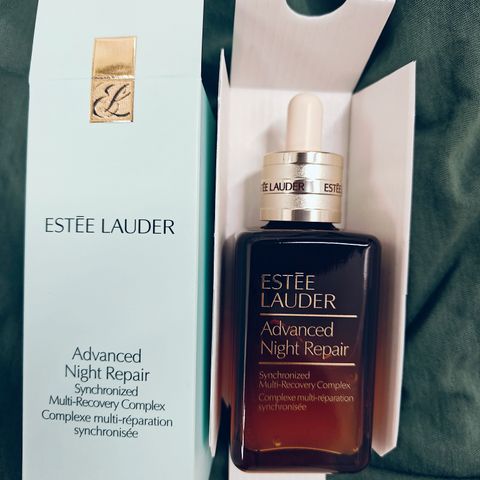 EL
ESTĒE LAUDER
Advanced
Night Repair
Synchronized
Multi-Recovery Complex
Complexe multi-réparation
synchronisée
ĒE LAUDER ESTĒE
ESTĒE
LAUDER
Advanced
Night Repair
Synchronized
Multi-Recovery Complex
Complexe multi-réparation
synchronisée